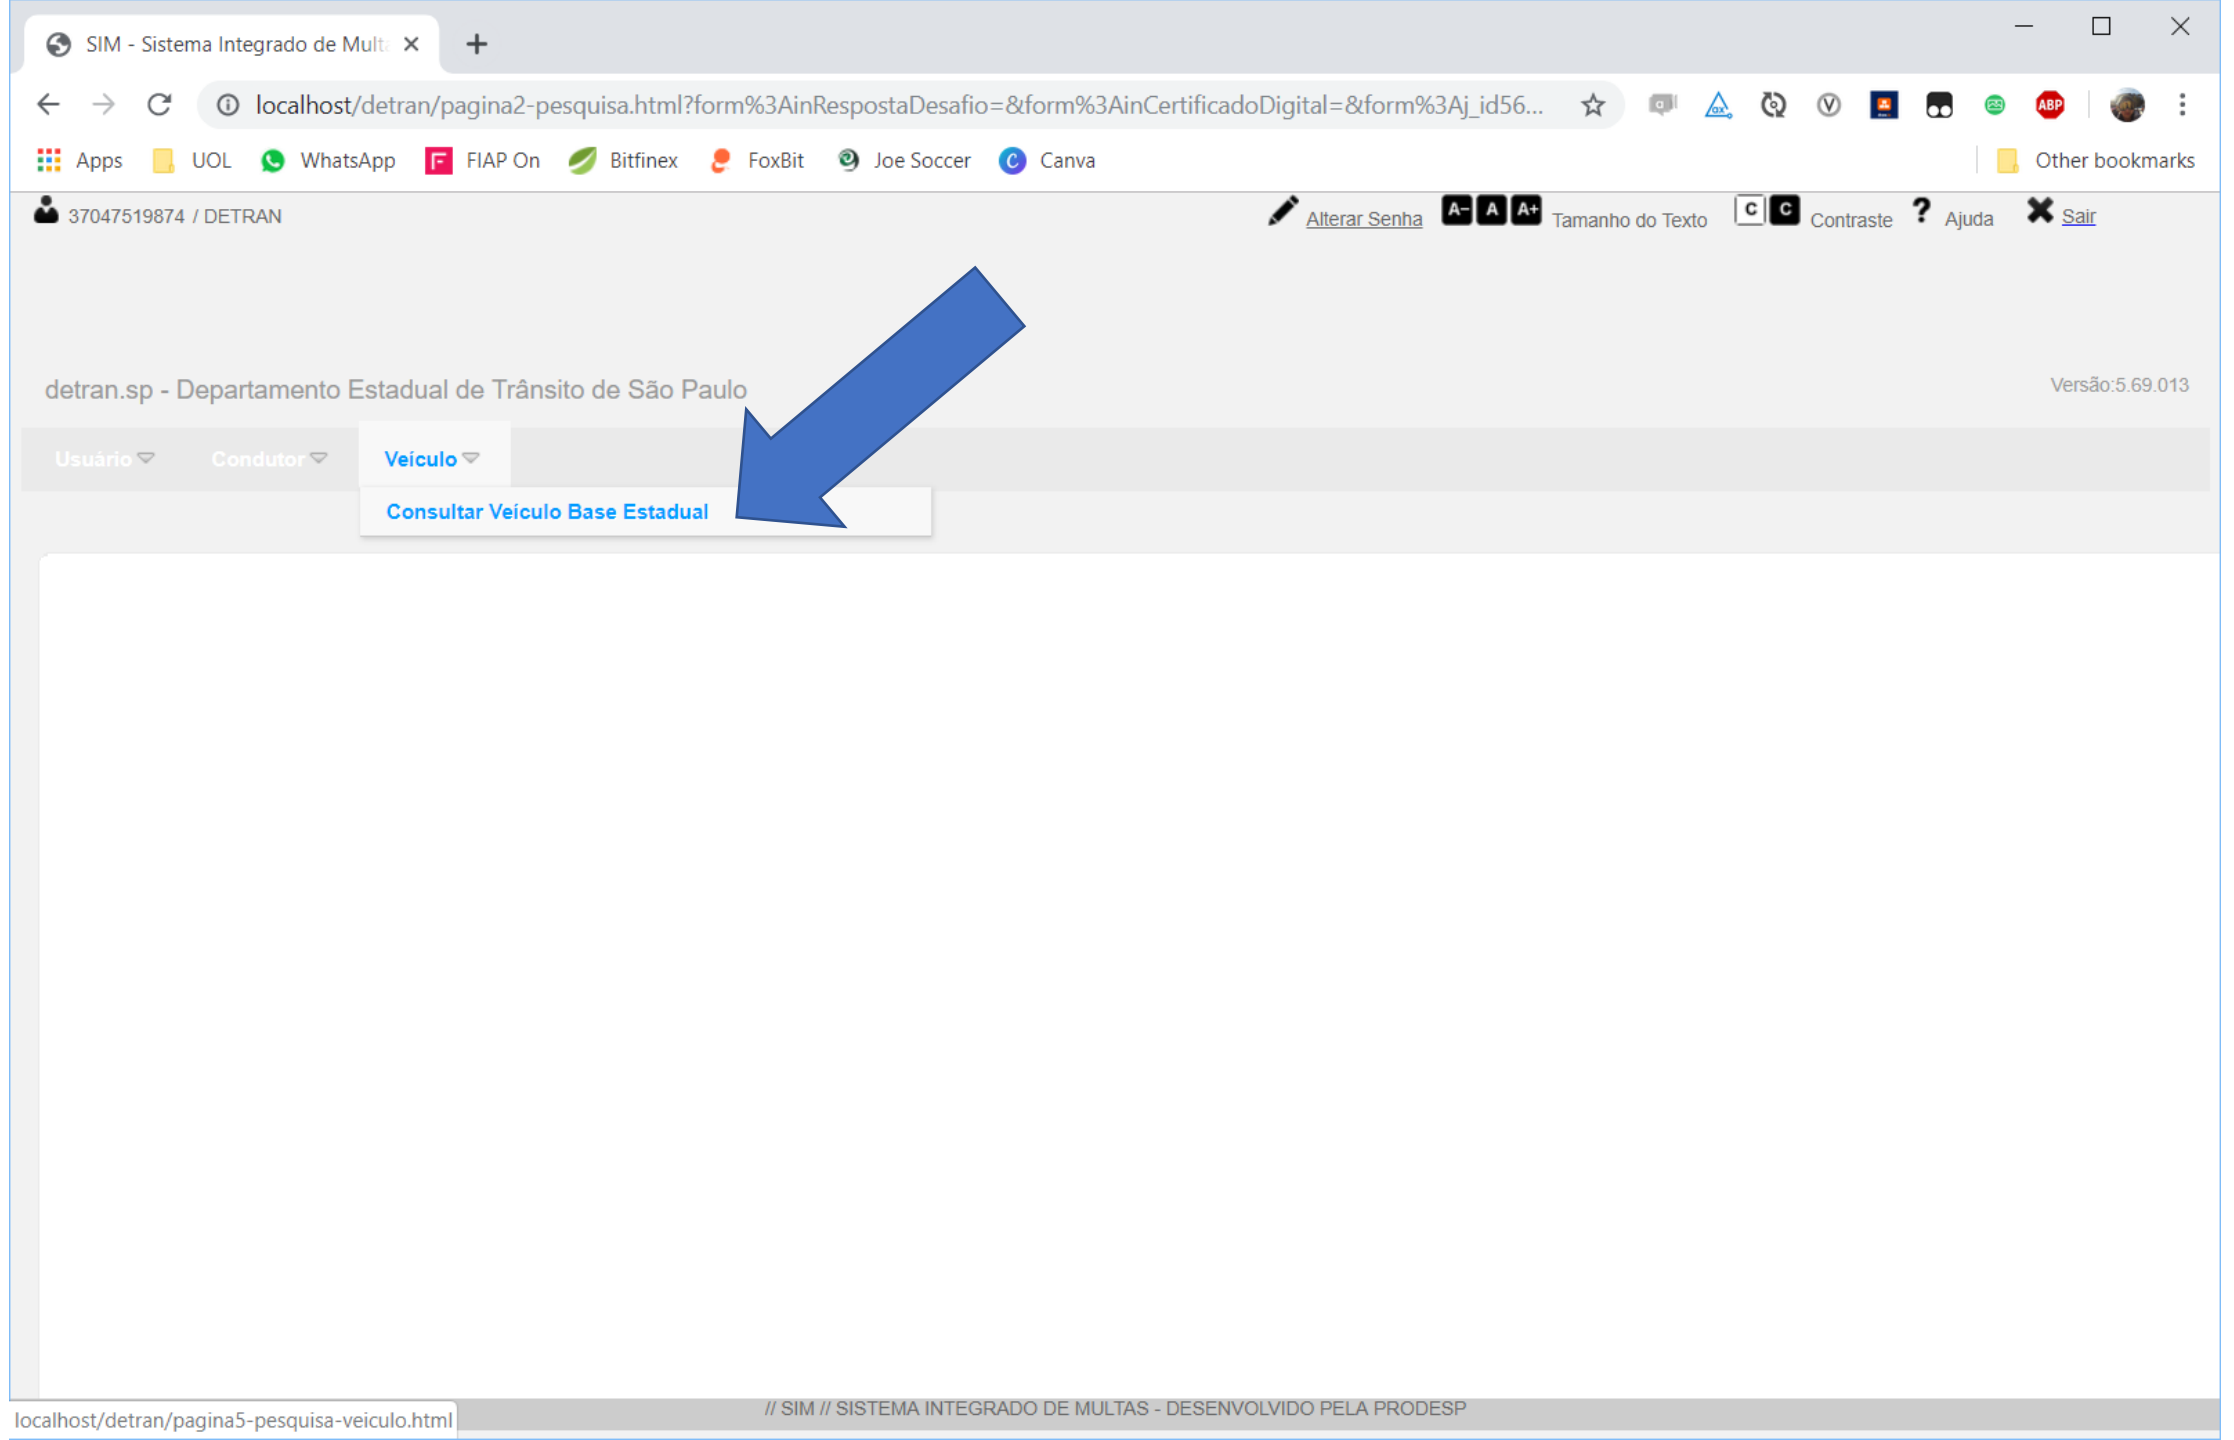 SIM - Sistema Integrado de Mult
localhost/detran/pagina2-pesquisa.html?form%3AinRespostaDesafio=&form%3AinCertificadoDigital=&form%3Aj_id56...
ABP
Apps UOL WhatsApp FIAP On Bitfinex FoxBit Joe Soccer Canva Other bookmarks
37047519874 / DETRAN Alterar Senha A- A A+ Tamanho do Texto C C Contraste ? Ajuda Sair
detran.sp - Departamento Estadual de Trânsito de São Paulo Versão:5.69.013
Usuário Condutor Veículo
Consultar Veículo Base Estadual
// SIM // SISTEMA INTEGRADO DE MULTAS - DESENVOLVIDO PELA PRODESP
localhost/detran/pagina5-pesquisa-veiculo.html